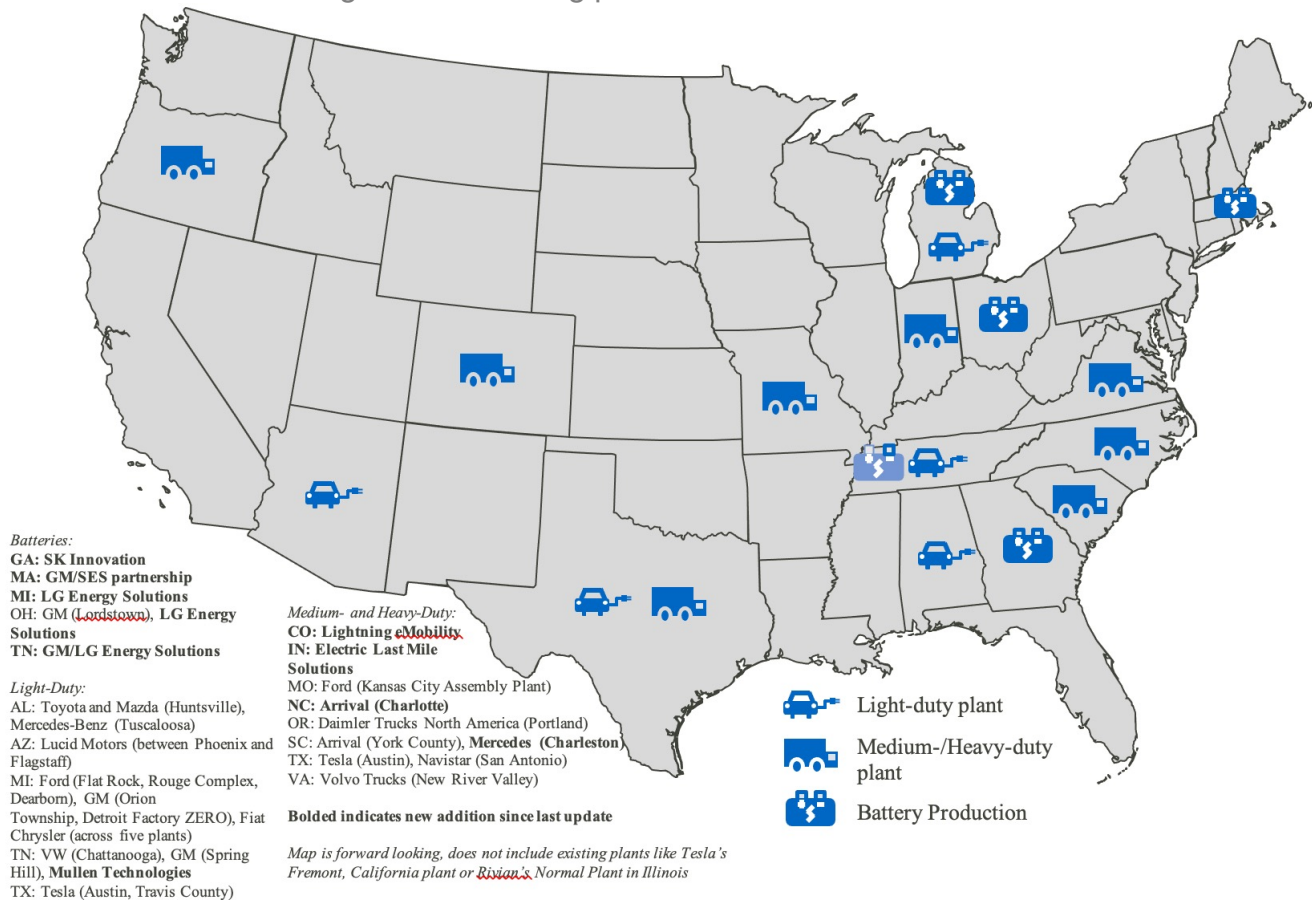 Batteries:
GA: SK Innovation
MA: GM/SES partnership
MI: LG Energy Solutions
OH: GM (Lordstown), LG Energy
Solutions
TN: GM/LG Energy Solutions
Light-Duty:
AL: Toyota and Mazda (Huntsville),
Mercedes-Benz (Tuscaloosa)
AZ: Lucid Motors (between Phoenix and
Flagstaff)
MI: Ford (Flat Rock, Rouge Complex,
Dearborn), GM (Orion
Township, Detroit Factory ZERO), Fiat
Chrysler (across five plants)
TN: VW (Chattanooga), GM (Spring
Hill), Mullen Technologies
TX: Tesla (Austin, Travis County)
Medium- and Heavy-Duty:
CO: Lightning eMobility
IN: Electric Last Mile
Solutions
MO: Ford (Kansas City Assembly Plant)
NC: Arrival (Charlotte)
OR: Daimler Trucks North America (Portland)
SC: Arrival (York County), Mercedes (Charleston)
TX: Tesla (Austin), Navistar (San Antonio)
VA: Volvo Trucks (New River Valley)
Bolded indicates new addition since last update
Map is forward looking, does not include existing plants like Tesla's
Fremont, California plant or Rivian's Normal Plant in Illinois
Light-duty plant
Medium-/Heavy-duty
plant
Battery Production